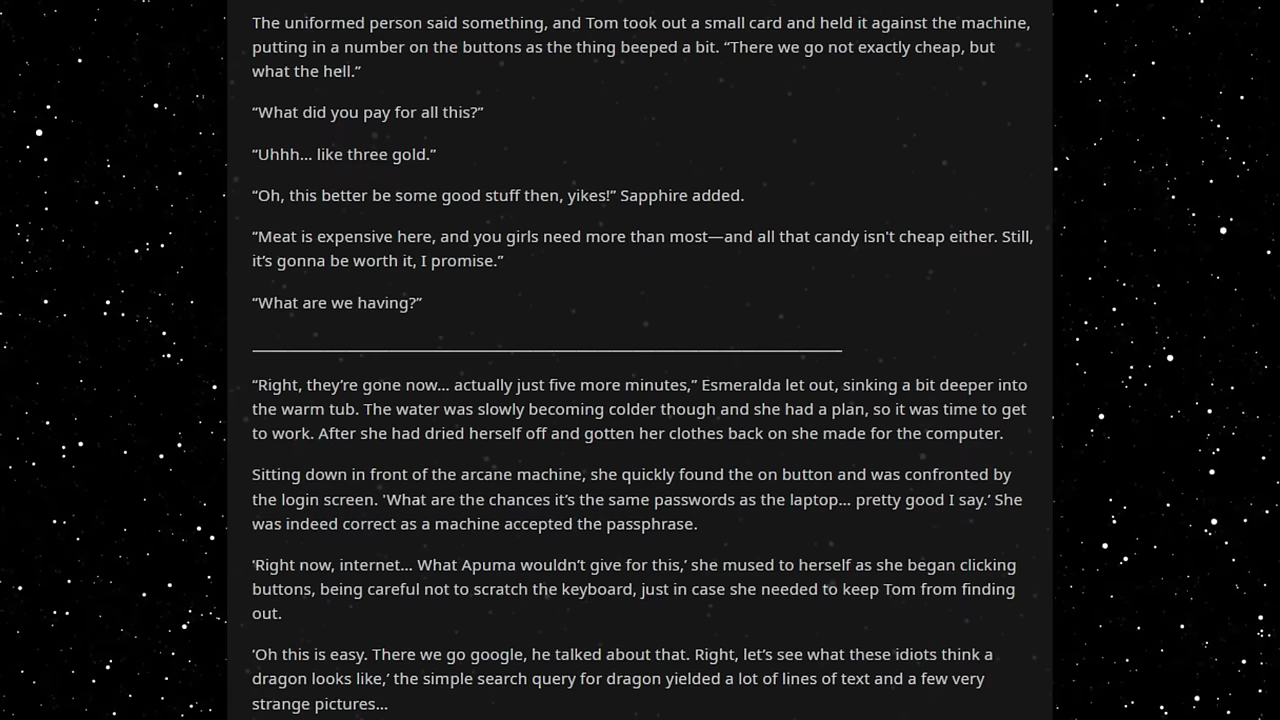 The uniformed person said something, and Tom took out a small card and held it against the machine,
putting in a number on the buttons as the thing beeped a bit. “There we go not exactly cheap, but
what the hell.”
“What did you pay for all this?”
“Uhhh... like three gold.”
“Oh, this better be some good stuff then, yikes!” Sapphire added.
“Meat is expensive here, and you girls need more than most—and all that candy isn't cheap either. Still,
it’s gonna be worth it, I promise.”
“What are we having?”
“Right, they’re gone now... actually just five more minutes,” Esmeralda let out, sinking a bit deeper into
the warm tub. The water was slowly becoming colder though and she had a plan, so it was time to get
to work. After she had dried herself off and gotten her clothes back on she made for the computer.
Sitting down in front of the arcane machine, she quickly found the on button and was confronted by
the login screen. 'What are the chances it’s the same passwords as the laptop... pretty good I say.’ She
was indeed correct as a machine accepted the passphrase.
‘Right now, internet... What Apuma wouldn’t give for this,’ she mused to herself as she began clicking
buttons, being careful not to scratch the keyboard, just in case she needed to keep Tom from finding
out.
‘Oh this is easy. There we go google, he talked about that. Right, let’s see what these idiots think a
dragon looks like,’ the simple search query for dragon yielded a lot of lines of text and a few very
strange pictures...